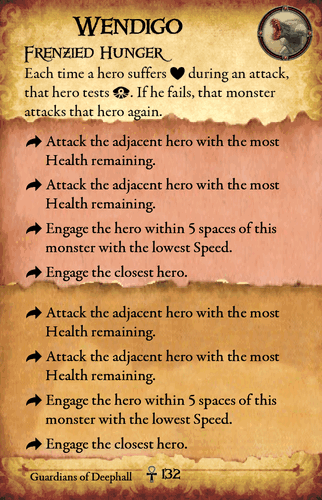 Wendigo
Frenzied Hunger
Each time a hero suffers ♥ during an attack,
that hero tests . If he fails, that monster
attacks that hero again.
Attack the adjacent hero with the most
Health remaining.
Attack the adjacent hero with the most
Health remaining.
Engage the hero within 5 spaces of this
monster with the lowest Speed.
Engage the closest hero.
Attack the adjacent hero with the most
Health remaining.
Attack the adjacent hero with the most
Health remaining.
Engage the hero within 5 spaces of this
monster with the lowest Speed.
Engage the closest hero.
Guardians of Deephall ☥ 132